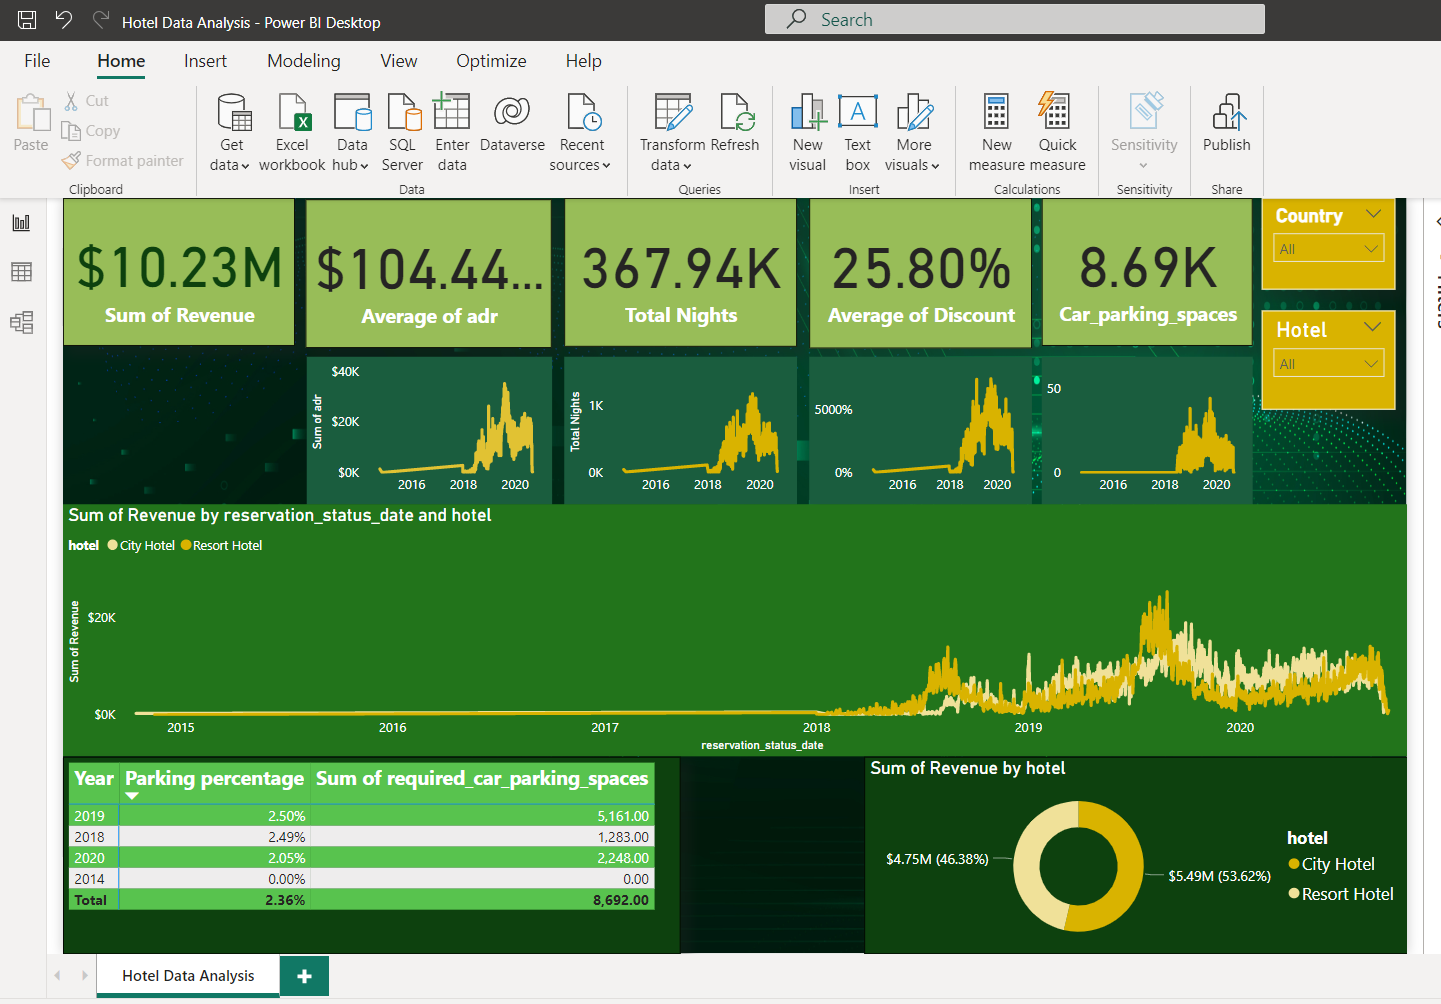 Hotel Data Analysis - Power BI Desktop
Search
File Home Insert Modeling View Optimize Help
Paste
Cut
Copy
Format painter
Clipboard
Get data
Excel workbook
Data hub
SQL Server
Enter data
Dataverse
Recent sources
Data
Transform data
Refresh
Queries
New visual
Text box
More visuals
Insert
New measure
Quick measure
Calculations
Sensitivity
Sensitivity
Publish
Share
$10.23M
Sum of Revenue
$104.44...
Average of adr
367.94K
Total Nights
25.80%
Average of Discount
8.69K
Car_parking_spaces
Country
All
Hotel
All
Sum of adr
$40K
$20K
$0K
2016 2018 2020
Total Nights
1K
0K
2016 2018 2020
5000%
0%
2016 2018 2020
50
0
2016 2018 2020
Sum of Revenue by reservation_status_date and hotel
hotel City Hotel Resort Hotel
Sum of Revenue
$20K
$0K
2015 2016 2017 2018 2019 2020
reservation_status_date
Year Parking percentage Sum of required_car_parking_spaces
2019 2.50% 5,161.00
2018 2.49% 1,283.00
2020 2.05% 2,248.00
2014 0.00% 0.00
Total 2.36% 8,692.00
Sum of Revenue by hotel
$4.75M (46.38%)
$5.49M (53.62%)
hotel
City Hotel
Resort Hotel
Hotel Data Analysis